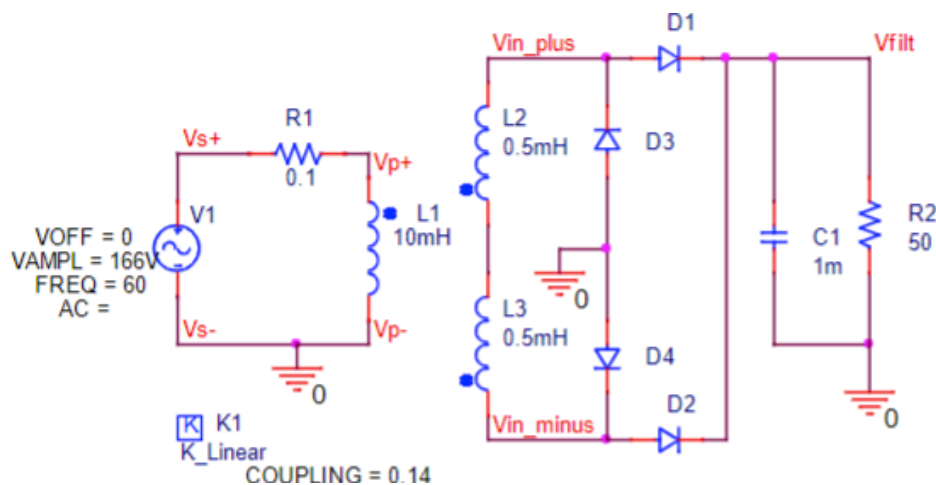 D1
Vin_plus
Vfilt
R1
Vs+
Vp+
L2
0.5mH
D3
0.1
V1
L1
10mH
R2
50
VOFF = 0
VAMPL = 166V
FREQ = 60
AC =
C1
1m
0
L3
0.5mH
Vs-
Vp-
D4
0
0
D2
K K1
Vin_minus
K_Linear
COUPLING = 0.14